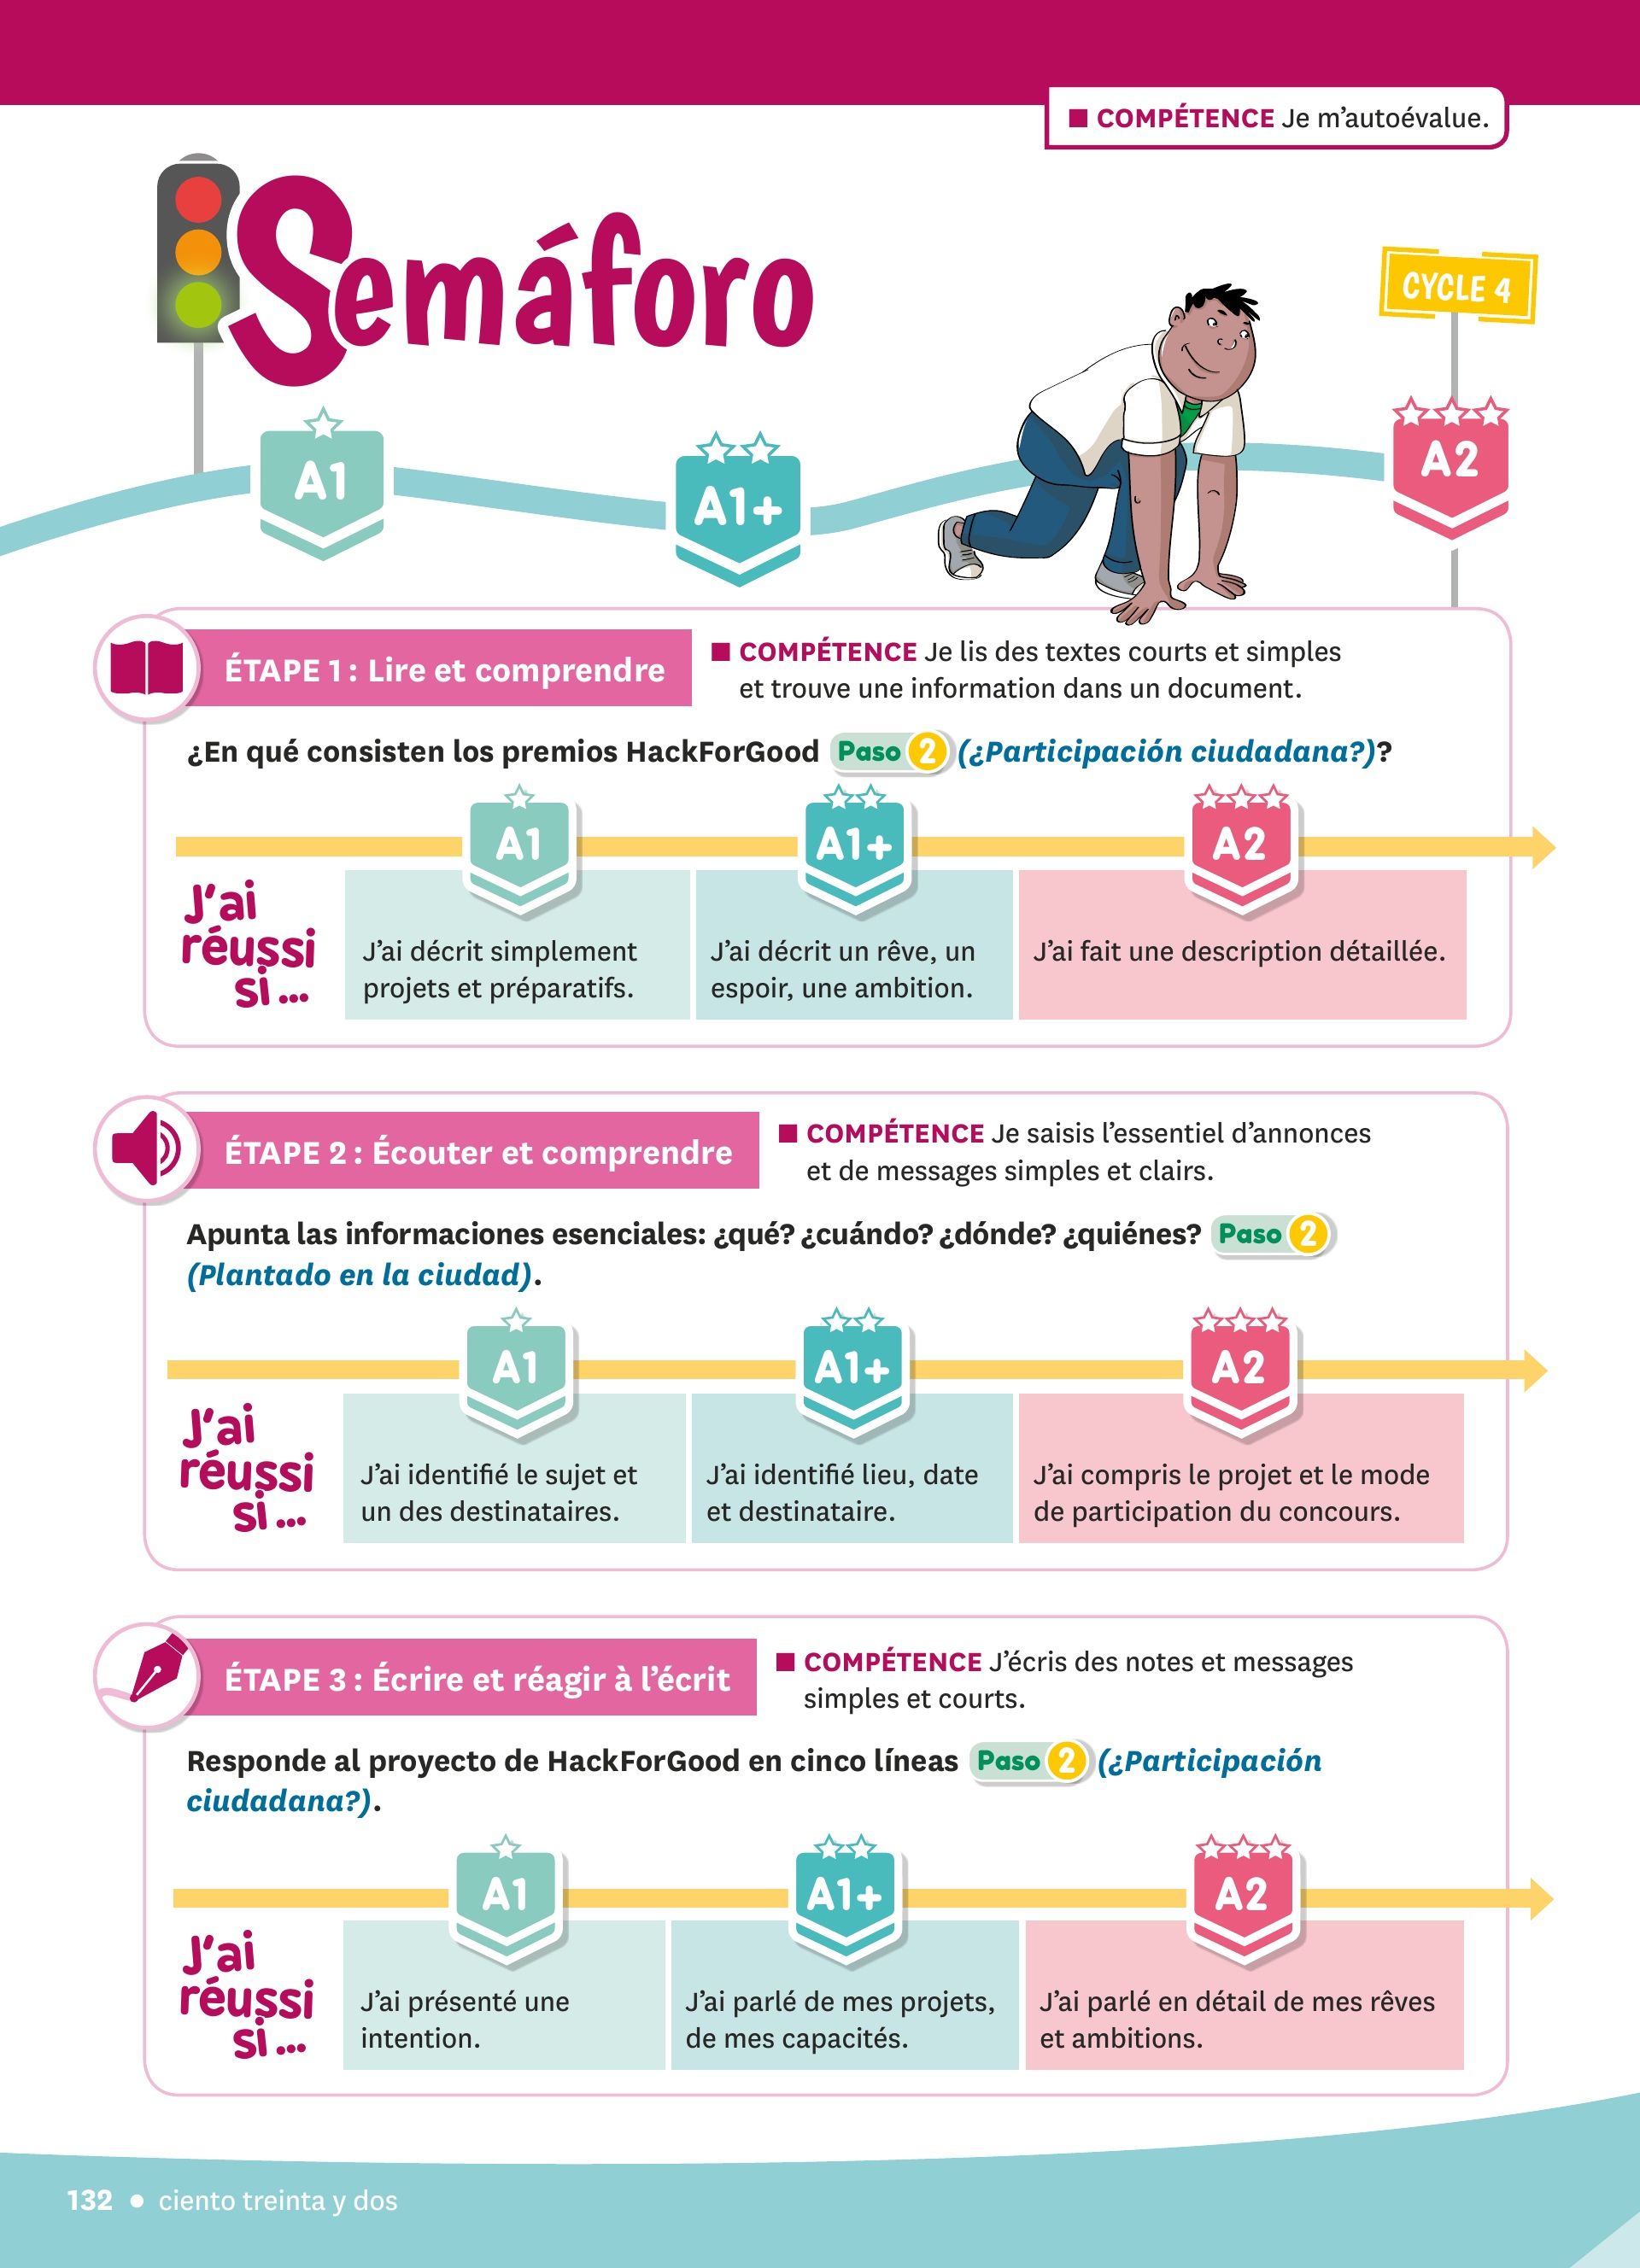 ■ COMPÉTENCE Je m’autoévalue.
Semáforo
CYCLE 4
A1
A1+
A2
ÉTAPE 1 : Lire et comprendre
■ COMPÉTENCE Je lis des textes courts et simples
et trouve une information dans un document.
¿En qué consisten los premios HackForGood Paso 2 (¿Participación ciudadana?)?
A1
A1+
A2
J’ai
réussi
si ...
J’ai décrit simplement
projets et préparatifs.
J’ai décrit un rêve, un
espoir, une ambition.
J’ai fait une description détaillée.
ÉTAPE 2 : Écouter et comprendre
■ COMPÉTENCE Je saisis l’essentiel d’annonces
et de messages simples et clairs.
Apunta las informaciones esenciales: ¿qué? ¿cuándo? ¿dónde? ¿quiénes? Paso 2
(Plantado en la ciudad).
A1
A1+
A2
J’ai
réussi
si ...
J’ai identifié le sujet et
un des destinataires.
J’ai identifié lieu, date
et destinataire.
J’ai compris le projet et le mode
de participation du concours.
ÉTAPE 3 : Écrire et réagir à l’écrit
■ COMPÉTENCE J’écris des notes et messages
simples et courts.
Responde al proyecto de HackForGood en cinco líneas Paso 2 (¿Participación
ciudadana?).
A1
A1+
A2
J’ai
réussi
si ...
J’ai présenté une
intention.
J’ai parlé de mes projets,
de mes capacités.
J’ai parlé en détail de mes rêves
et ambitions.
132 • ciento treinta y dos